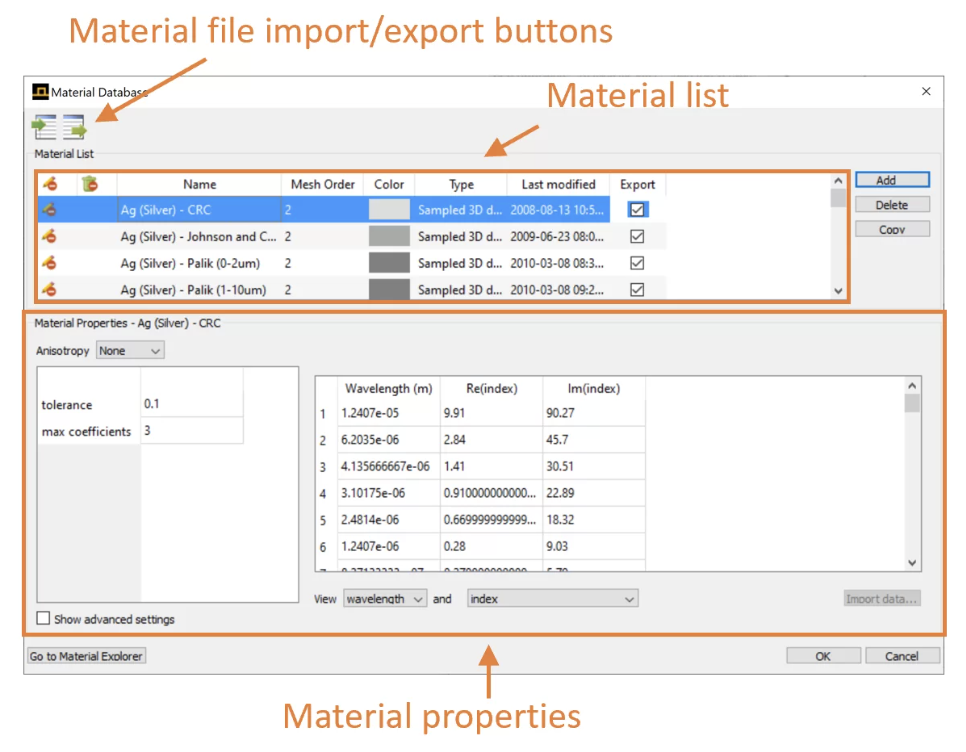 Material file import/export buttons
Material Database
Material list
Material List
Name Mesh Order Color Type Last modified Export
Ag (Silver) - CRC 2 Sampled 3D d... 2008-08-13 10:5...
Ag (Silver) - Johnson and C... 2 Sampled 3D d... 2009-06-23 08:0...
Ag (Silver) - Palik (0-2um) 2 Sampled 3D d... 2010-03-08 08:3...
Ag (Silver) - Palik (1-10um) 2 Sampled 3D d... 2010-03-08 09:2...
Add
Delete
Copy
Material Properties - Ag (Silver) - CRC
Anisotropy None
tolerance 0.1
max coefficients 3
Wavelength (m) Re(index) Im(index)
1 1.2407e-05 9.91 90.27
2 6.2035e-06 2.84 45.7
3 4.135666667e-06 1.41 30.51
4 3.10175e-06 0.910000000000... 22.89
5 2.4814e-06 0.669999999999... 18.32
6 1.2407e-06 0.28 9.03
View wavelength and index Import data...
Show advanced settings
Go to Material Explorer OK Cancel
Material properties